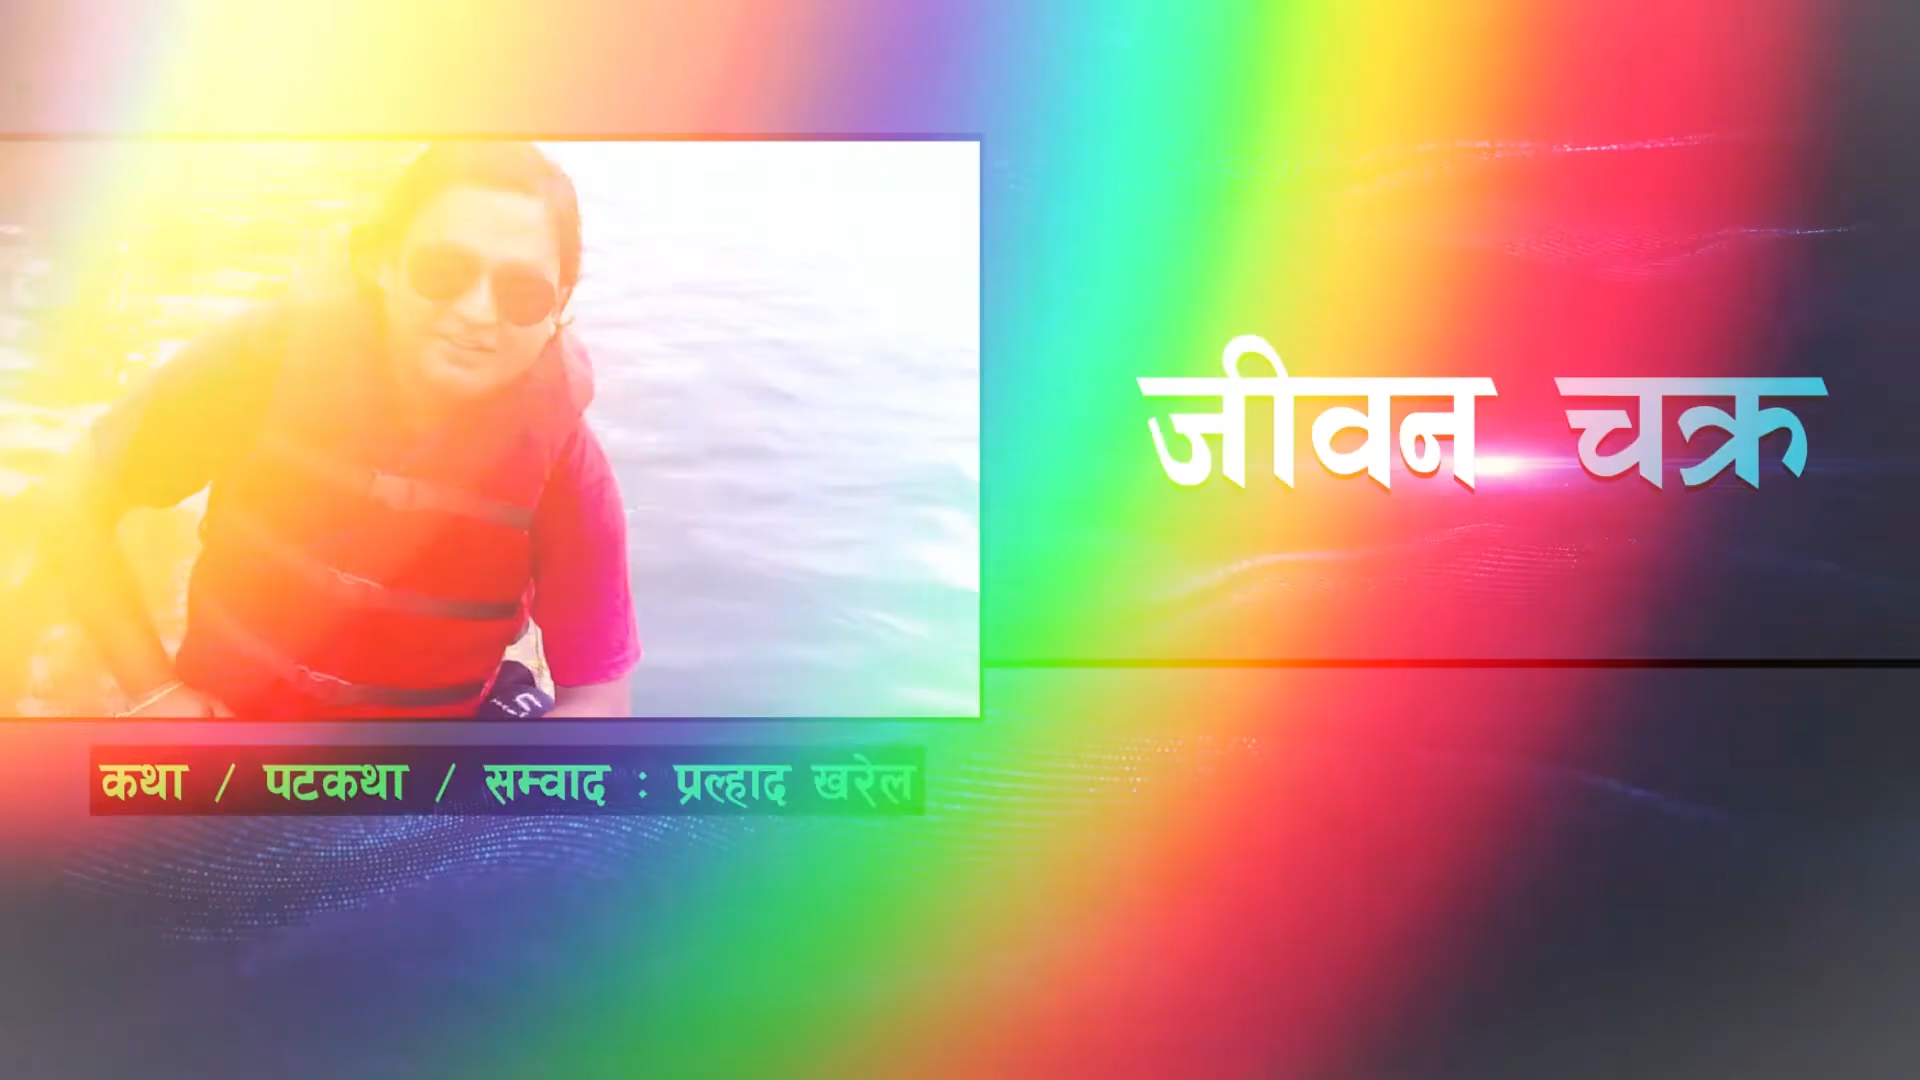 जीवन चक्र
कथा / पटकथा / सम्वाद : प्रल्हाद खरेल